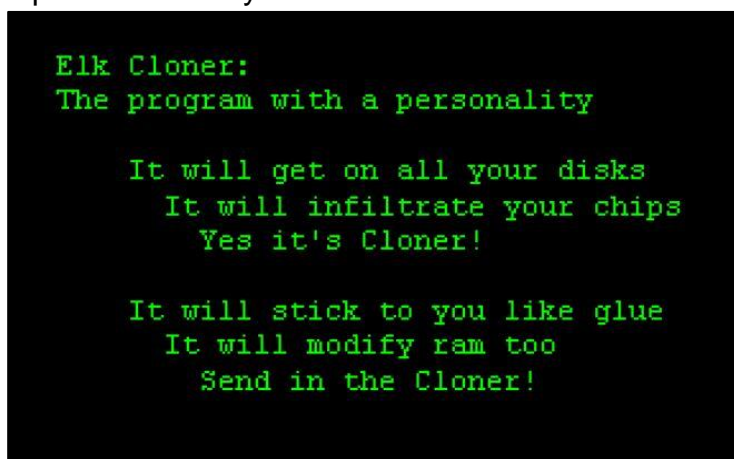 Elk Cloner:
The program with a personality
It will get on all your disks
It will infiltrate your chips
Yes it's Cloner!
It will stick to you like glue
It will modify ram too
Send in the Cloner!